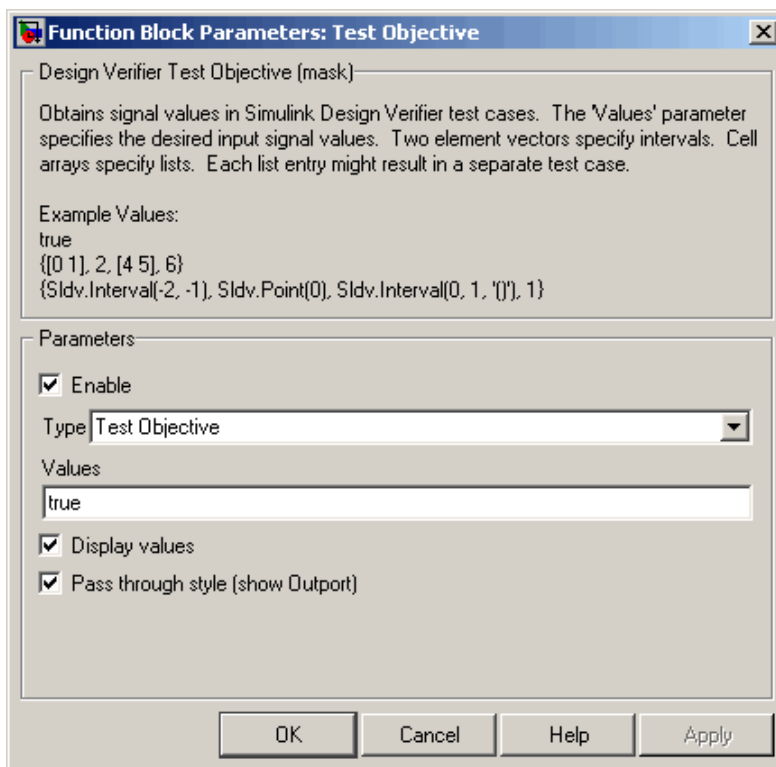 Function Block Parameters: Test Objective
Design Verifier Test Objective (mask)
Obtains signal values in Simulink Design Verifier test cases. The 'Values' parameter
specifies the desired input signal values. Two element vectors specify intervals. Cell
arrays specify lists. Each list entry might result in a separate test case.
Example Values:
true
{[0 1], 2, [4 5], 6}
{Sldv.Interval(-2, -1), Sldv.Point(0), Sldv.Interval(0, 1, '()'), 1}
Parameters
Enable
Type Test Objective
Values
true
Display values
Pass through style (show Outport)
OK Cancel Help Apply